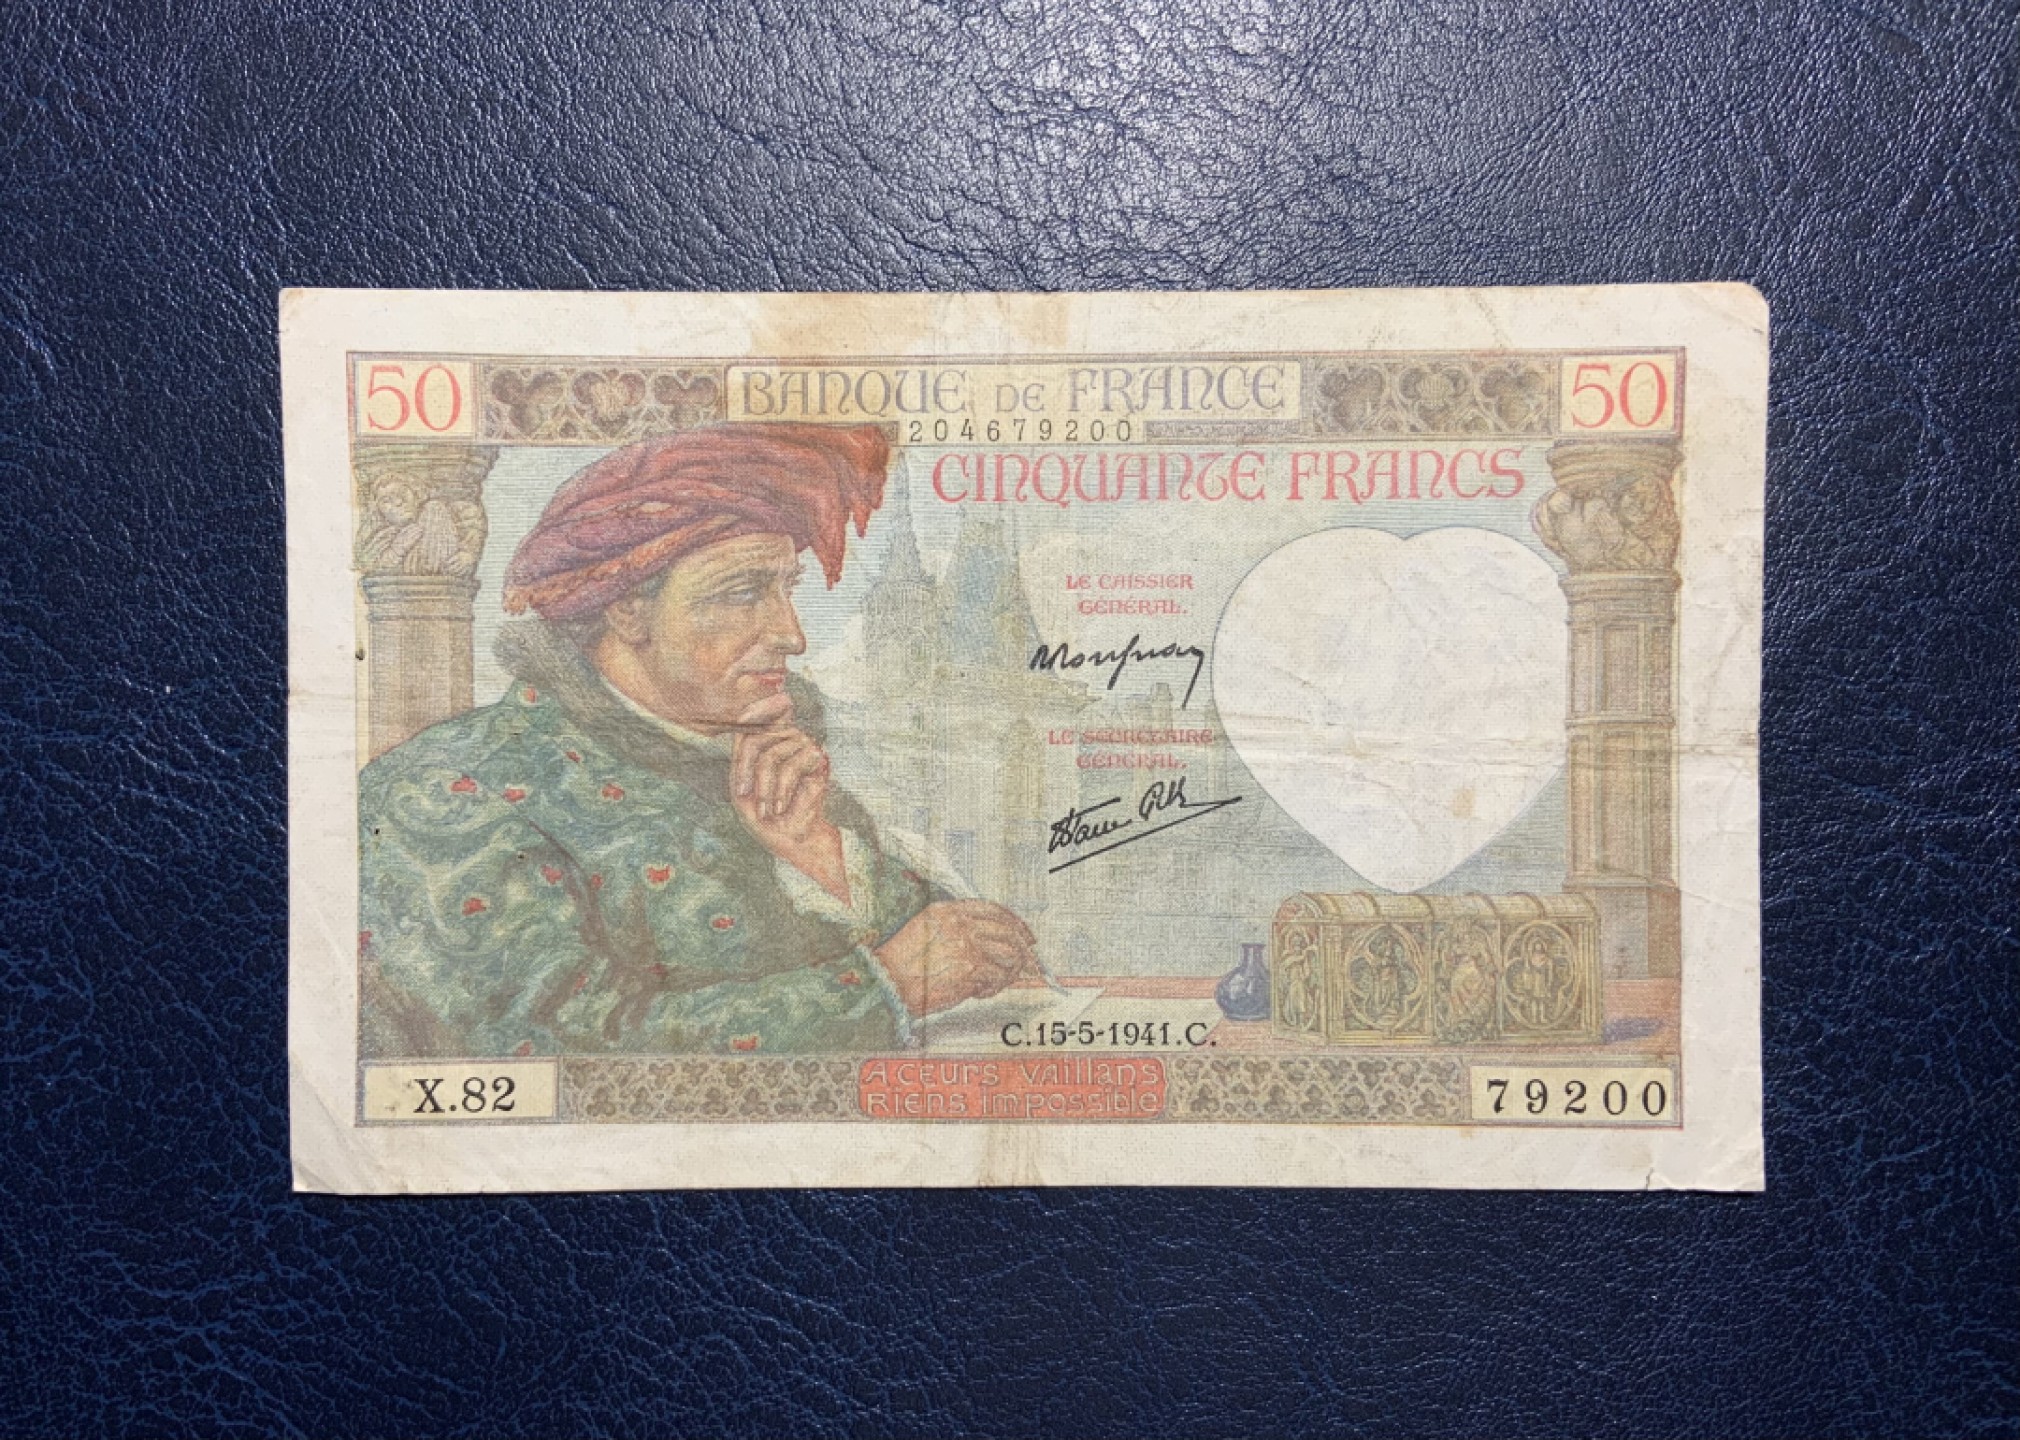 50 BANQUE DE FRANCE 50
204679200
CINQUANTE FRANCS
LE CAISSIER
GÉNÉRAL.
LE SECRÉTAIRE
GÉNÉRAL.
C.15-5-1941.C.
X.82
A CEURS VAILLANS
RIENS IMPOSSIBLE
79200